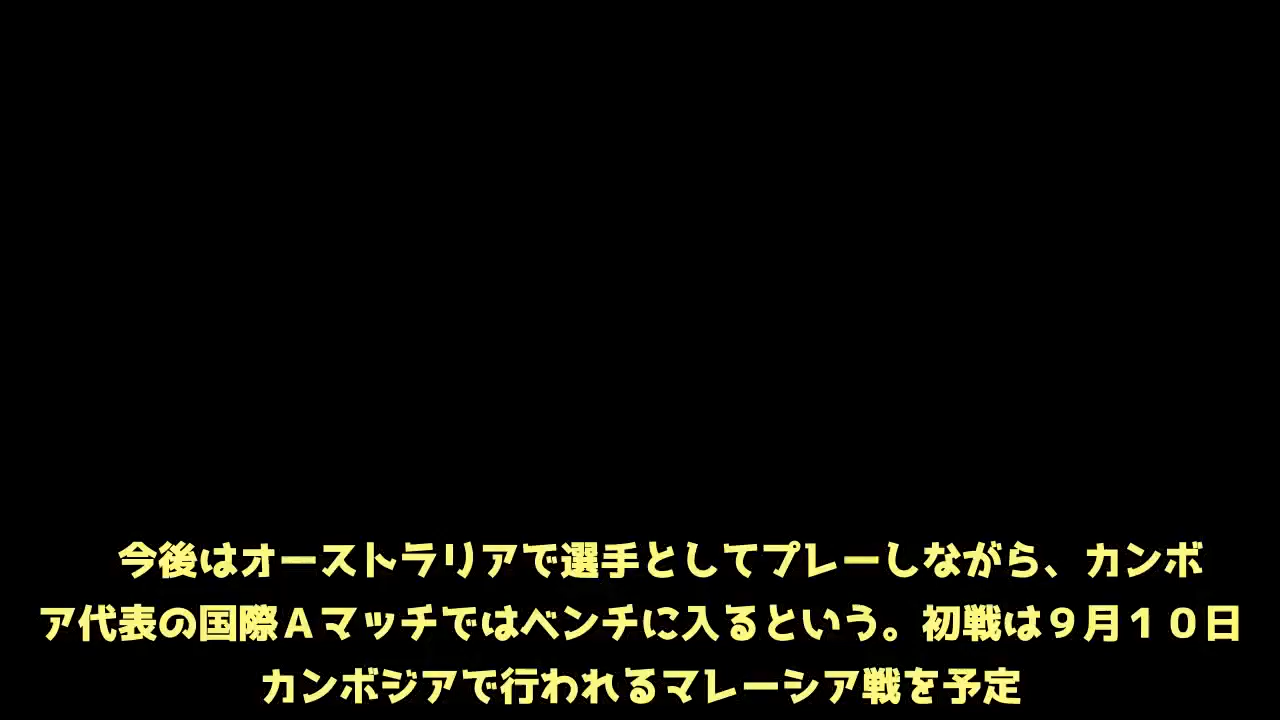 今後はオーストラリアで選手としてプレーしながら、カンボ
ア代表の国際Ａマッチではベンチに入るという。初戦は９月１０日
カンボジアで行われるマレーシア戦を予定